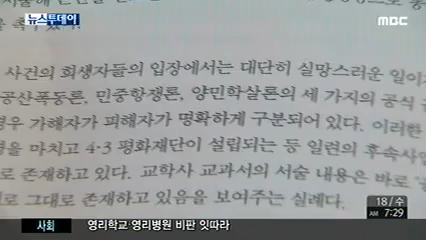 뉴스투데이
MBC
사건의 희생자들의 입장에서는 대단히 실망스러운 일이
공산폭동론, 민중항쟁론, 양민학살론의 세 가지의 공식
경우 가해자가 피해자가 명확하게 구분되어 있다. 이러한
을 마치고 4·3 평화재단이 설립되는 등 일련의 후속사업
로 존재하고 있다. 교학사 교과서의 서술 내용은 바로
로 그대로 존재하고 있음을 보여주는 실례다.
18/수
AM 7:29
사회
영리학교·영리병원 비판 잇따라